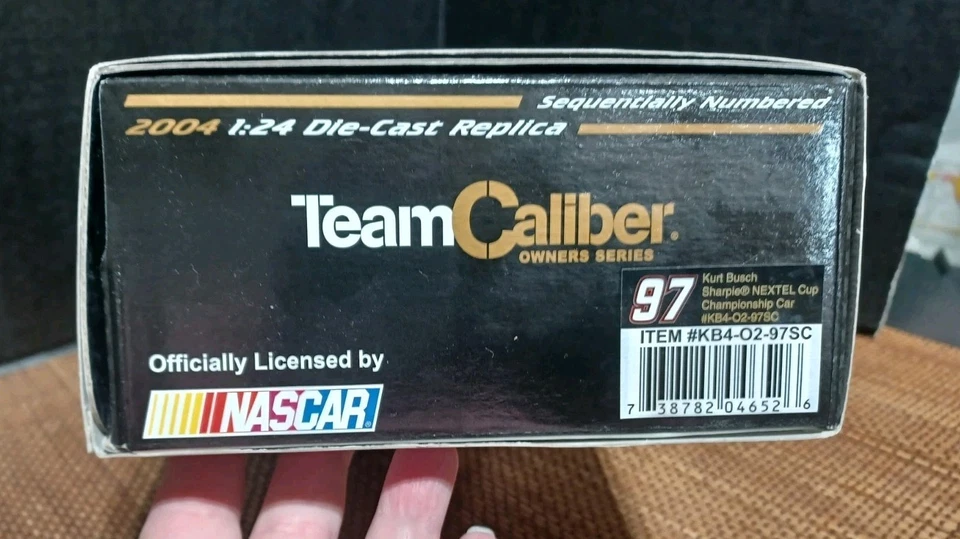 Sequentially Numbered
2004 1:24 Die-Cast Replica
TeamCaliber®
OWNERS SERIES
97
Kurt Busch
Sharpie® NEXTEL Cup
Championship Car
#KB4-O2-97SC
ITEM #KB4-O2-97SC
7 38782 04652 6
Officially Licensed by
NASCAR®